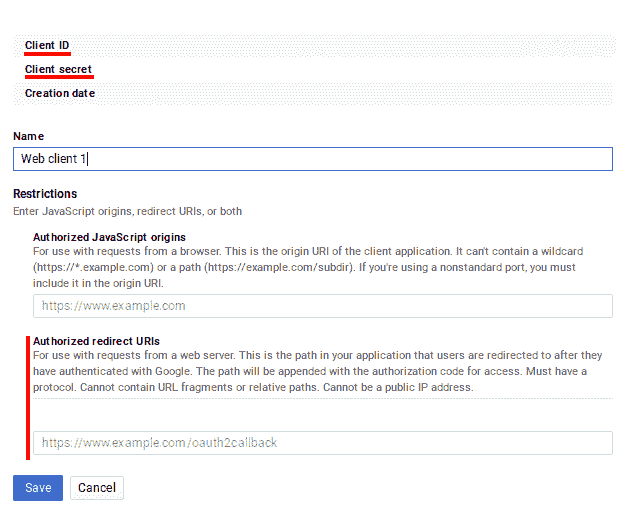 Client ID
Client secret
Creation date
Name
Web client 1
Restrictions
Enter JavaScript origins, redirect URIs, or both
Authorized JavaScript origins
For use with requests from a browser. This is the origin URI of the client application. It can't contain a wildcard
(https://*.example.com) or a path (https://example.com/subdir). If you're using a nonstandard port, you must
include it in the origin URI.
https://www.example.com
Authorized redirect URIs
For use with requests from a web server. This is the path in your application that users are redirected to after they
have authenticated with Google. The path will be appended with the authorization code for access. Must have a
protocol. Cannot contain URL fragments or relative paths. Cannot be a public IP address.
https://www.example.com/oauth2callback
Save
Cancel